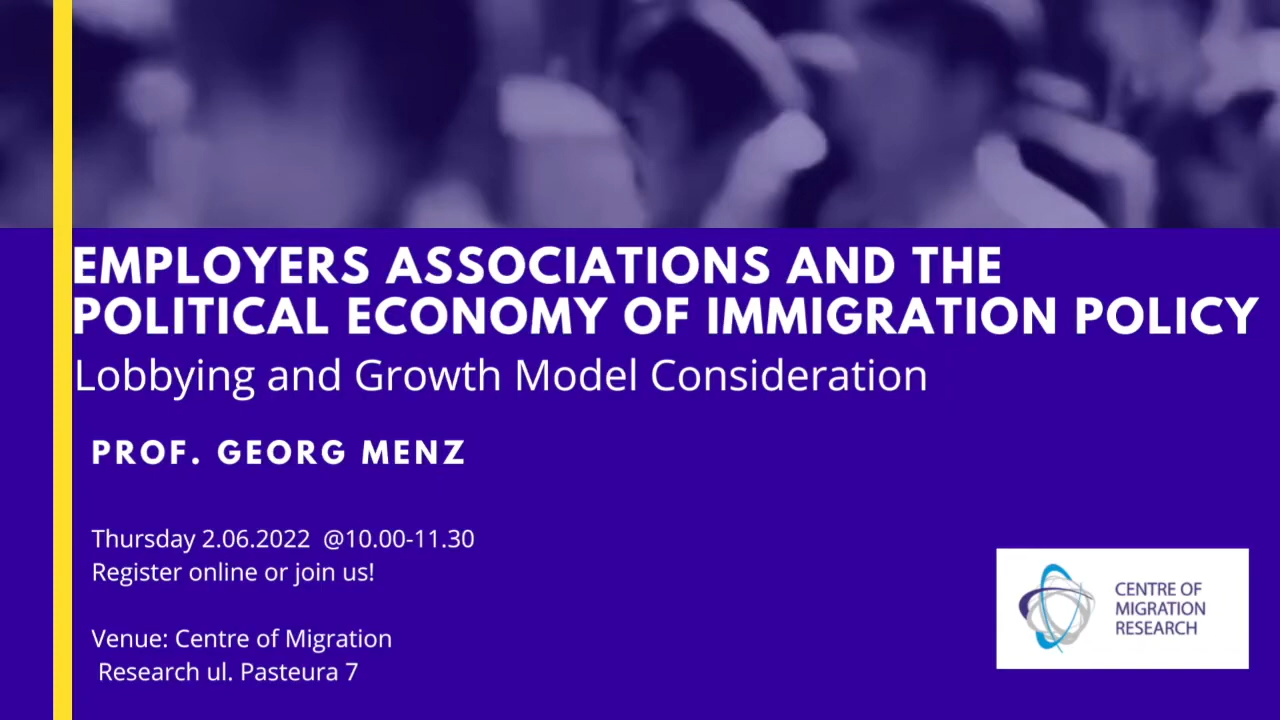 EMPLOYERS ASSOCIATIONS AND THE
POLITICAL ECONOMY OF IMMIGRATION POLICY
Lobbying and Growth Model Consideration
PROF. GEORG MENZ
Thursday 2.06.2022 @10.00-11.30
Register online or join us!
Venue: Centre of Migration
Research ul. Pasteura 7
CENTRE OF
MIGRATION
RESEARCH